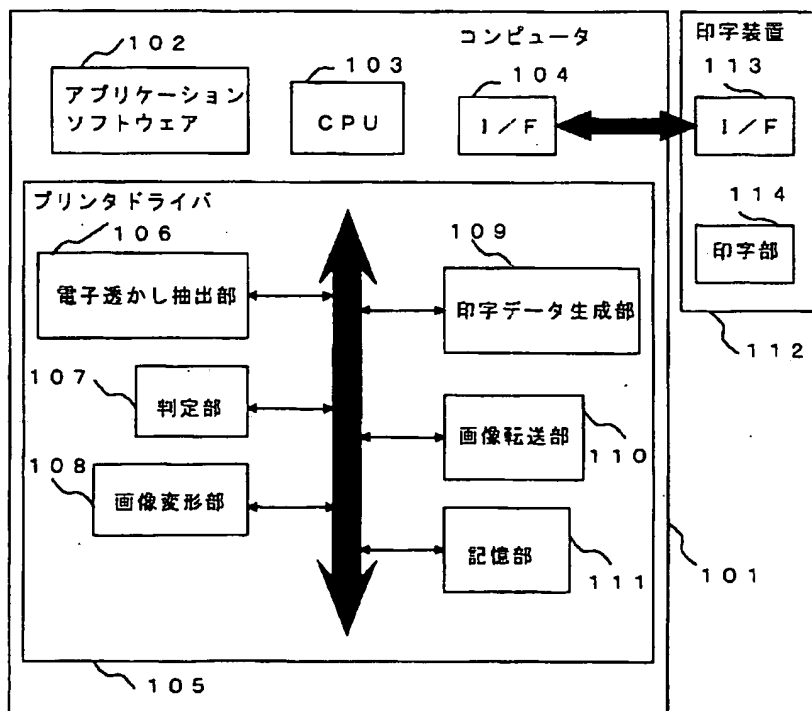 コンピュータ
印字装置
102
103
104
113
アプリケーション
ソフトウェア
CPU
I/F
I/F
プリンタドライバ
114
106
109
印字部
電子透かし抽出部
印字データ生成部
112
107
判定部
画像転送部
110
108
画像変形部
記憶部
101
111
105